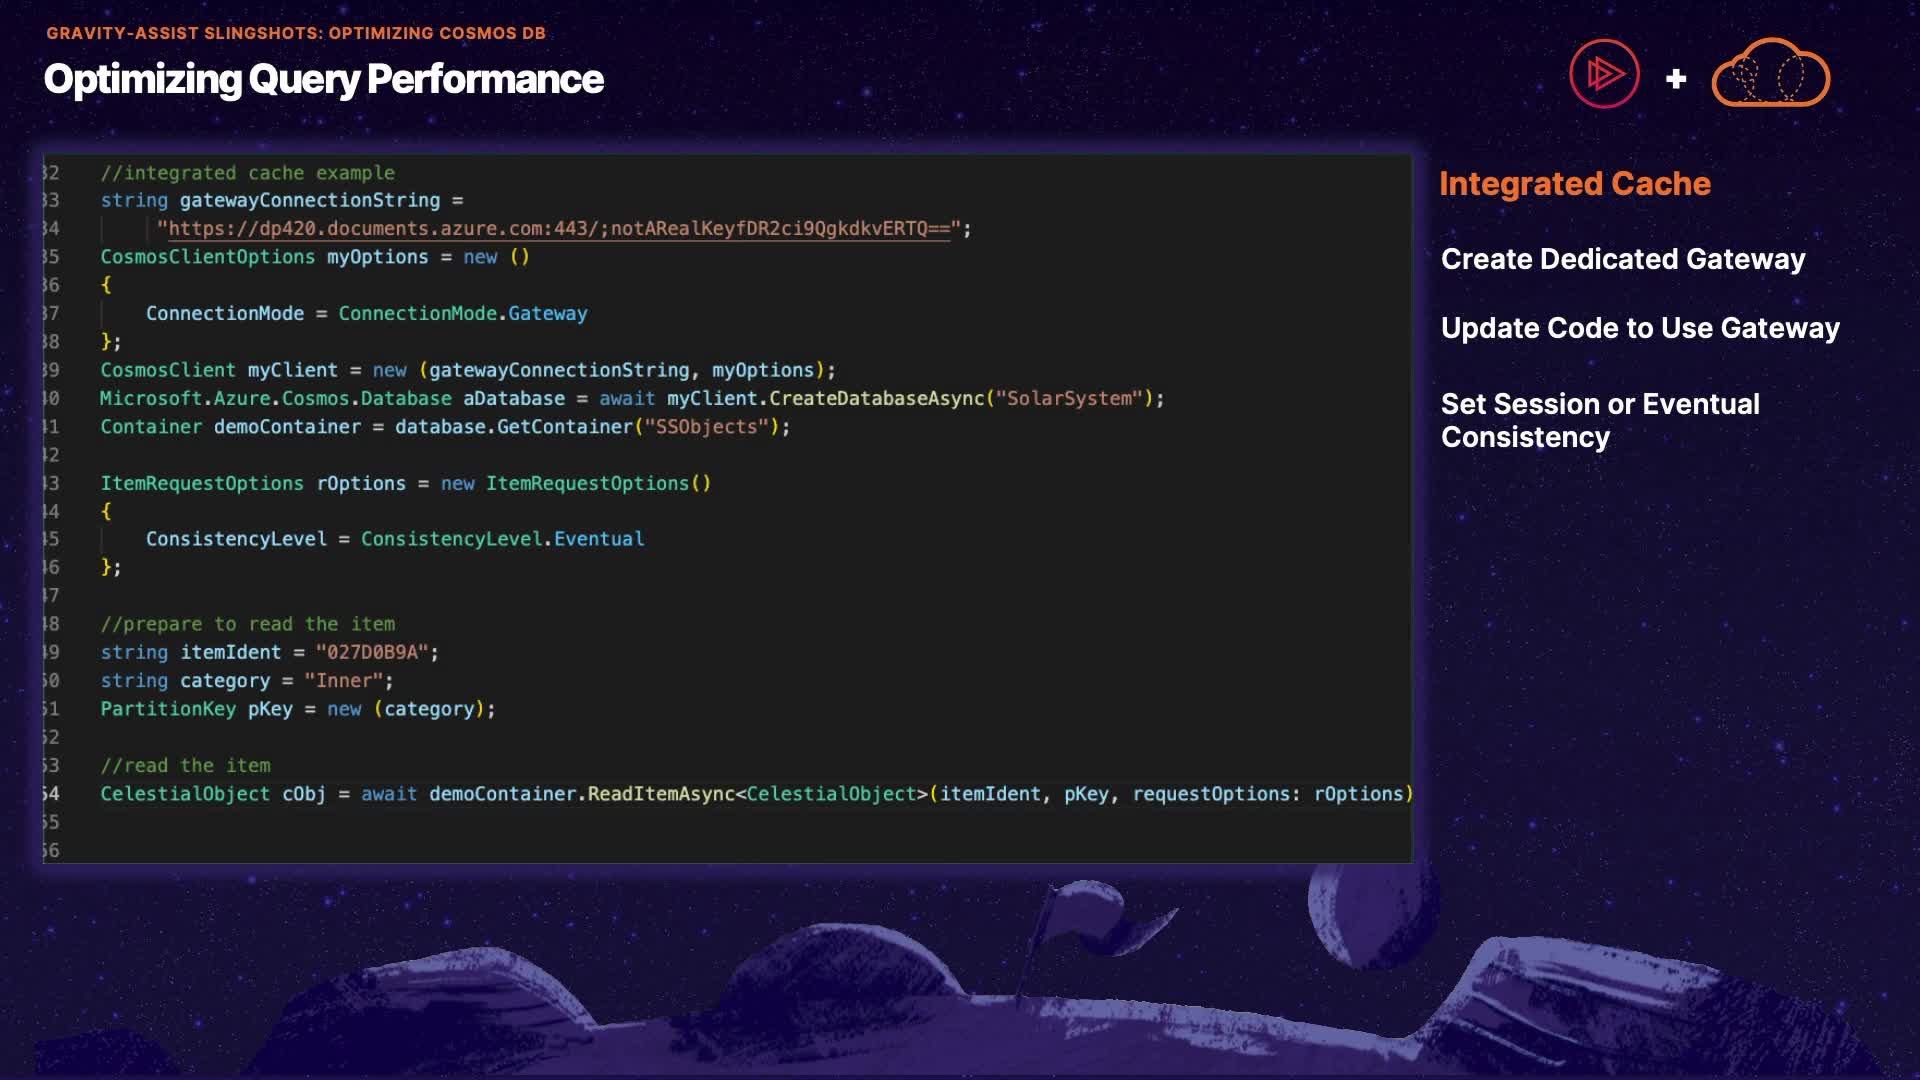 GRAVITY-ASSIST SLINGSHOTS: OPTIMIZING COSMOS DB
Optimizing Query Performance
32 //integrated cache example
33 string gatewayConnectionString =
34 "https://dp420.documents.azure.com:443/;notARealKeyfDR2ci9QgkdkvERTQ==";
35 CosmosClientOptions myOptions = new ()
36 {
37 ConnectionMode = ConnectionMode.Gateway
38 };
39 CosmosClient myClient = new (gatewayConnectionString, myOptions);
40 Microsoft.Azure.Cosmos.Database aDatabase = await myClient.CreateDatabaseAsync("SolarSystem");
41 Container demoContainer = database.GetContainer("SSObjects");
42
43 ItemRequestOptions rOptions = new ItemRequestOptions()
44 {
45 ConsistencyLevel = ConsistencyLevel.Eventual
46 };
47
48 //prepare to read the item
49 string itemIdent = "027D0B9A";
50 string category = "Inner";
51 PartitionKey pKey = new (category);
52
53 //read the item
54 CelestialObject cObj = await demoContainer.ReadItemAsync<CelestialObject>(itemIdent, pKey, requestOptions: rOptions)
55
56
Integrated Cache
Create Dedicated Gateway
Update Code to Use Gateway
Set Session or Eventual
Consistency